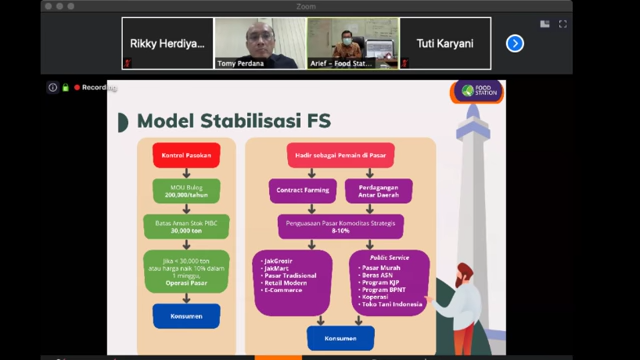 Zoom
Rikky Herdiya...
Tomy Perdana
Arief - Food Stat...
Tuti Karyani
Recording
FOOD
STATION
Model Stabilisasi FS
Kontrol Pasokan
MOU Bulog
200,000/tahun
Batas Aman Stok PIBC
30,000 ton
Jika < 30,000 ton
atau harga naik 10% dalam
1 minggu,
Operasi Pasar
Konsumen
Hadir sebagai Pemain di Pasar
Contract Farming
Perdagangan
Antar Daerah
Penguasaan Pasar Komoditas Strategis
8-10%
• JakGrosir
• JakMart
• Pasar Tradisional
• Retail Modern
• E-Commerce
Public Service
• Pasar Murah
• Beras ASN
• Program KJP
• Program BPNT
• Koperasi
• Toko Tani Indonesia
Konsumen